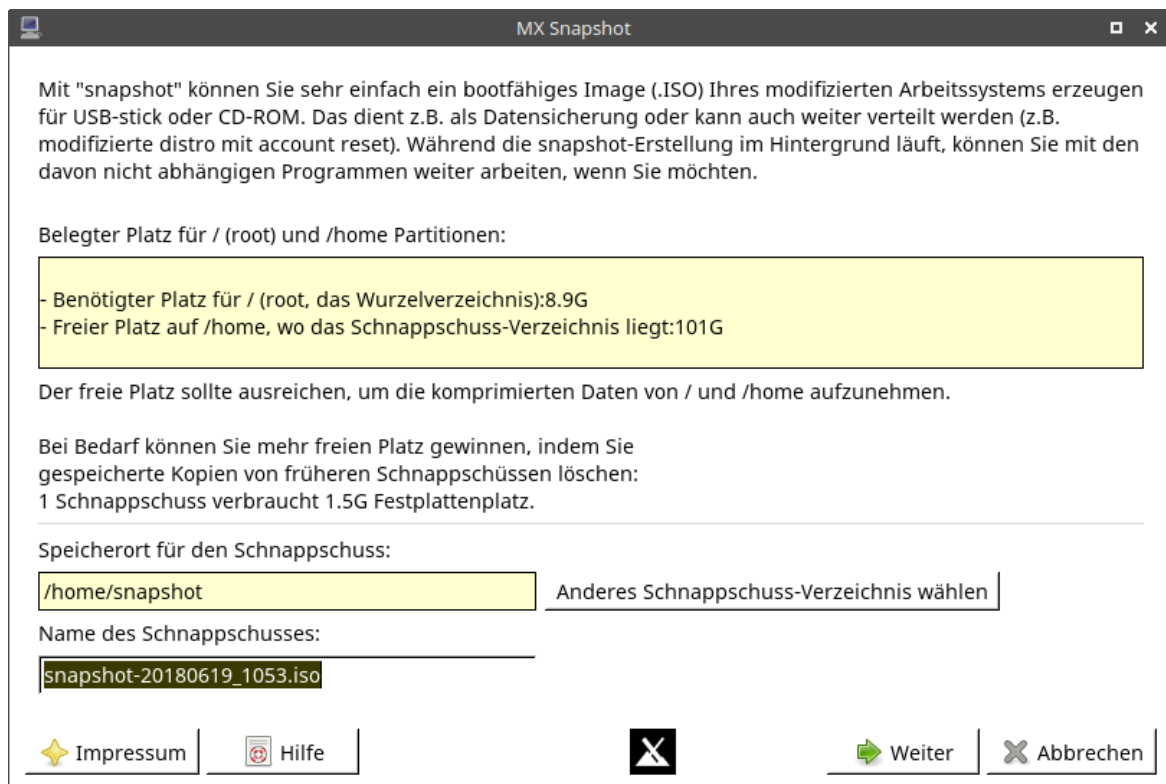 MX Snapshot
Mit "snapshot" können Sie sehr einfach ein bootfähiges Image (.ISO) Ihres modifizierten Arbeitssystems erzeugen
für USB-stick oder CD-ROM. Das dient z.B. als Datensicherung oder kann auch weiter verteilt werden (z.B.
modifizierte distro mit account reset). Während die snapshot-Erstellung im Hintergrund läuft, können Sie mit den
davon nicht abhängigen Programmen weiter arbeiten, wenn Sie möchten.
Belegter Platz für / (root) und /home Partitionen:
- Benötigter Platz für / (root, das Wurzelverzeichnis):8.9G
- Freier Platz auf /home, wo das Schnappschuss-Verzeichnis liegt:101G
Der freie Platz sollte ausreichen, um die komprimierten Daten von / und /home aufzunehmen.
Bei Bedarf können Sie mehr freien Platz gewinnen, indem Sie
gespeicherte Kopien von früheren Schnappschüssen löschen:
1 Schnappschuss verbraucht 1.5G Festplattenplatz.
Speicherort für den Schnappschuss:
/home/snapshot Anderes Schnappschuss-Verzeichnis wählen
Name des Schnappschusses:
snapshot-20180619_1053.iso
Impressum Hilfe Weiter Abbrechen